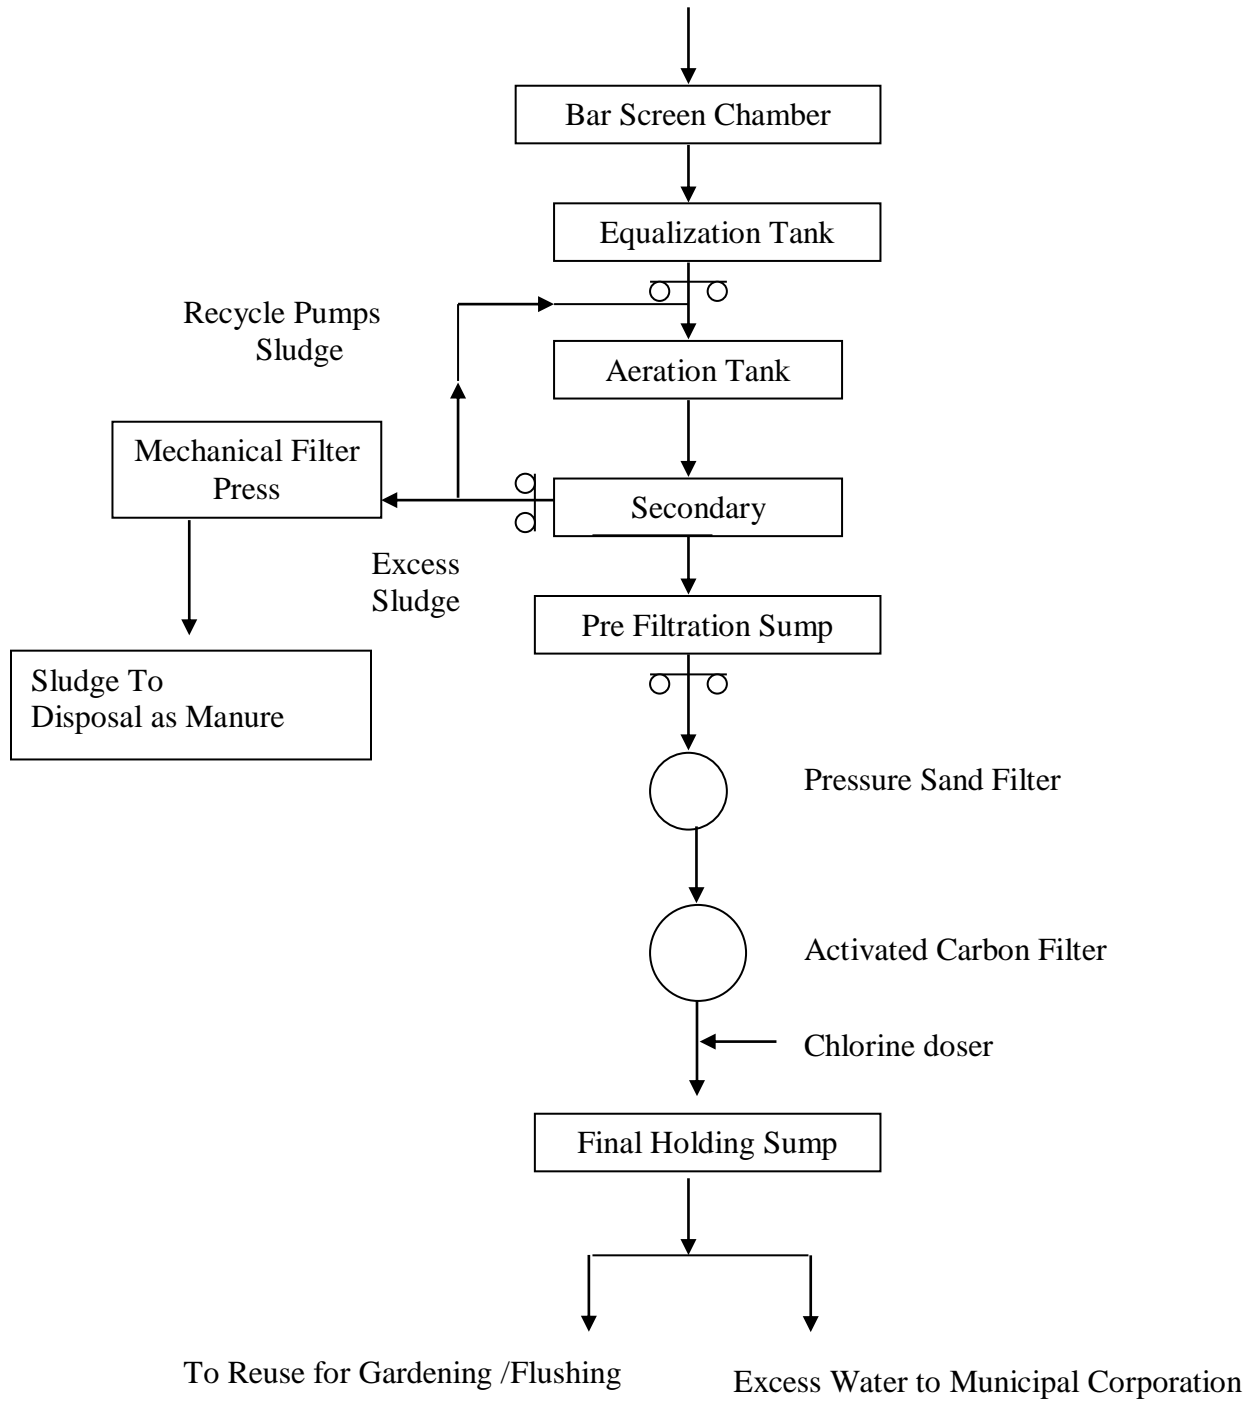 Bar Screen Chamber
Equalization Tank
Recycle Pumps
Sludge
Aeration Tank
Mechanical Filter
Press
Secondary
Excess
Sludge
Pre Filtration Sump
Sludge To
Disposal as Manure
Pressure Sand Filter
Activated Carbon Filter
Chlorine doser
Final Holding Sump
To Reuse for Gardening /Flushing
Excess Water to Municipal Corporation